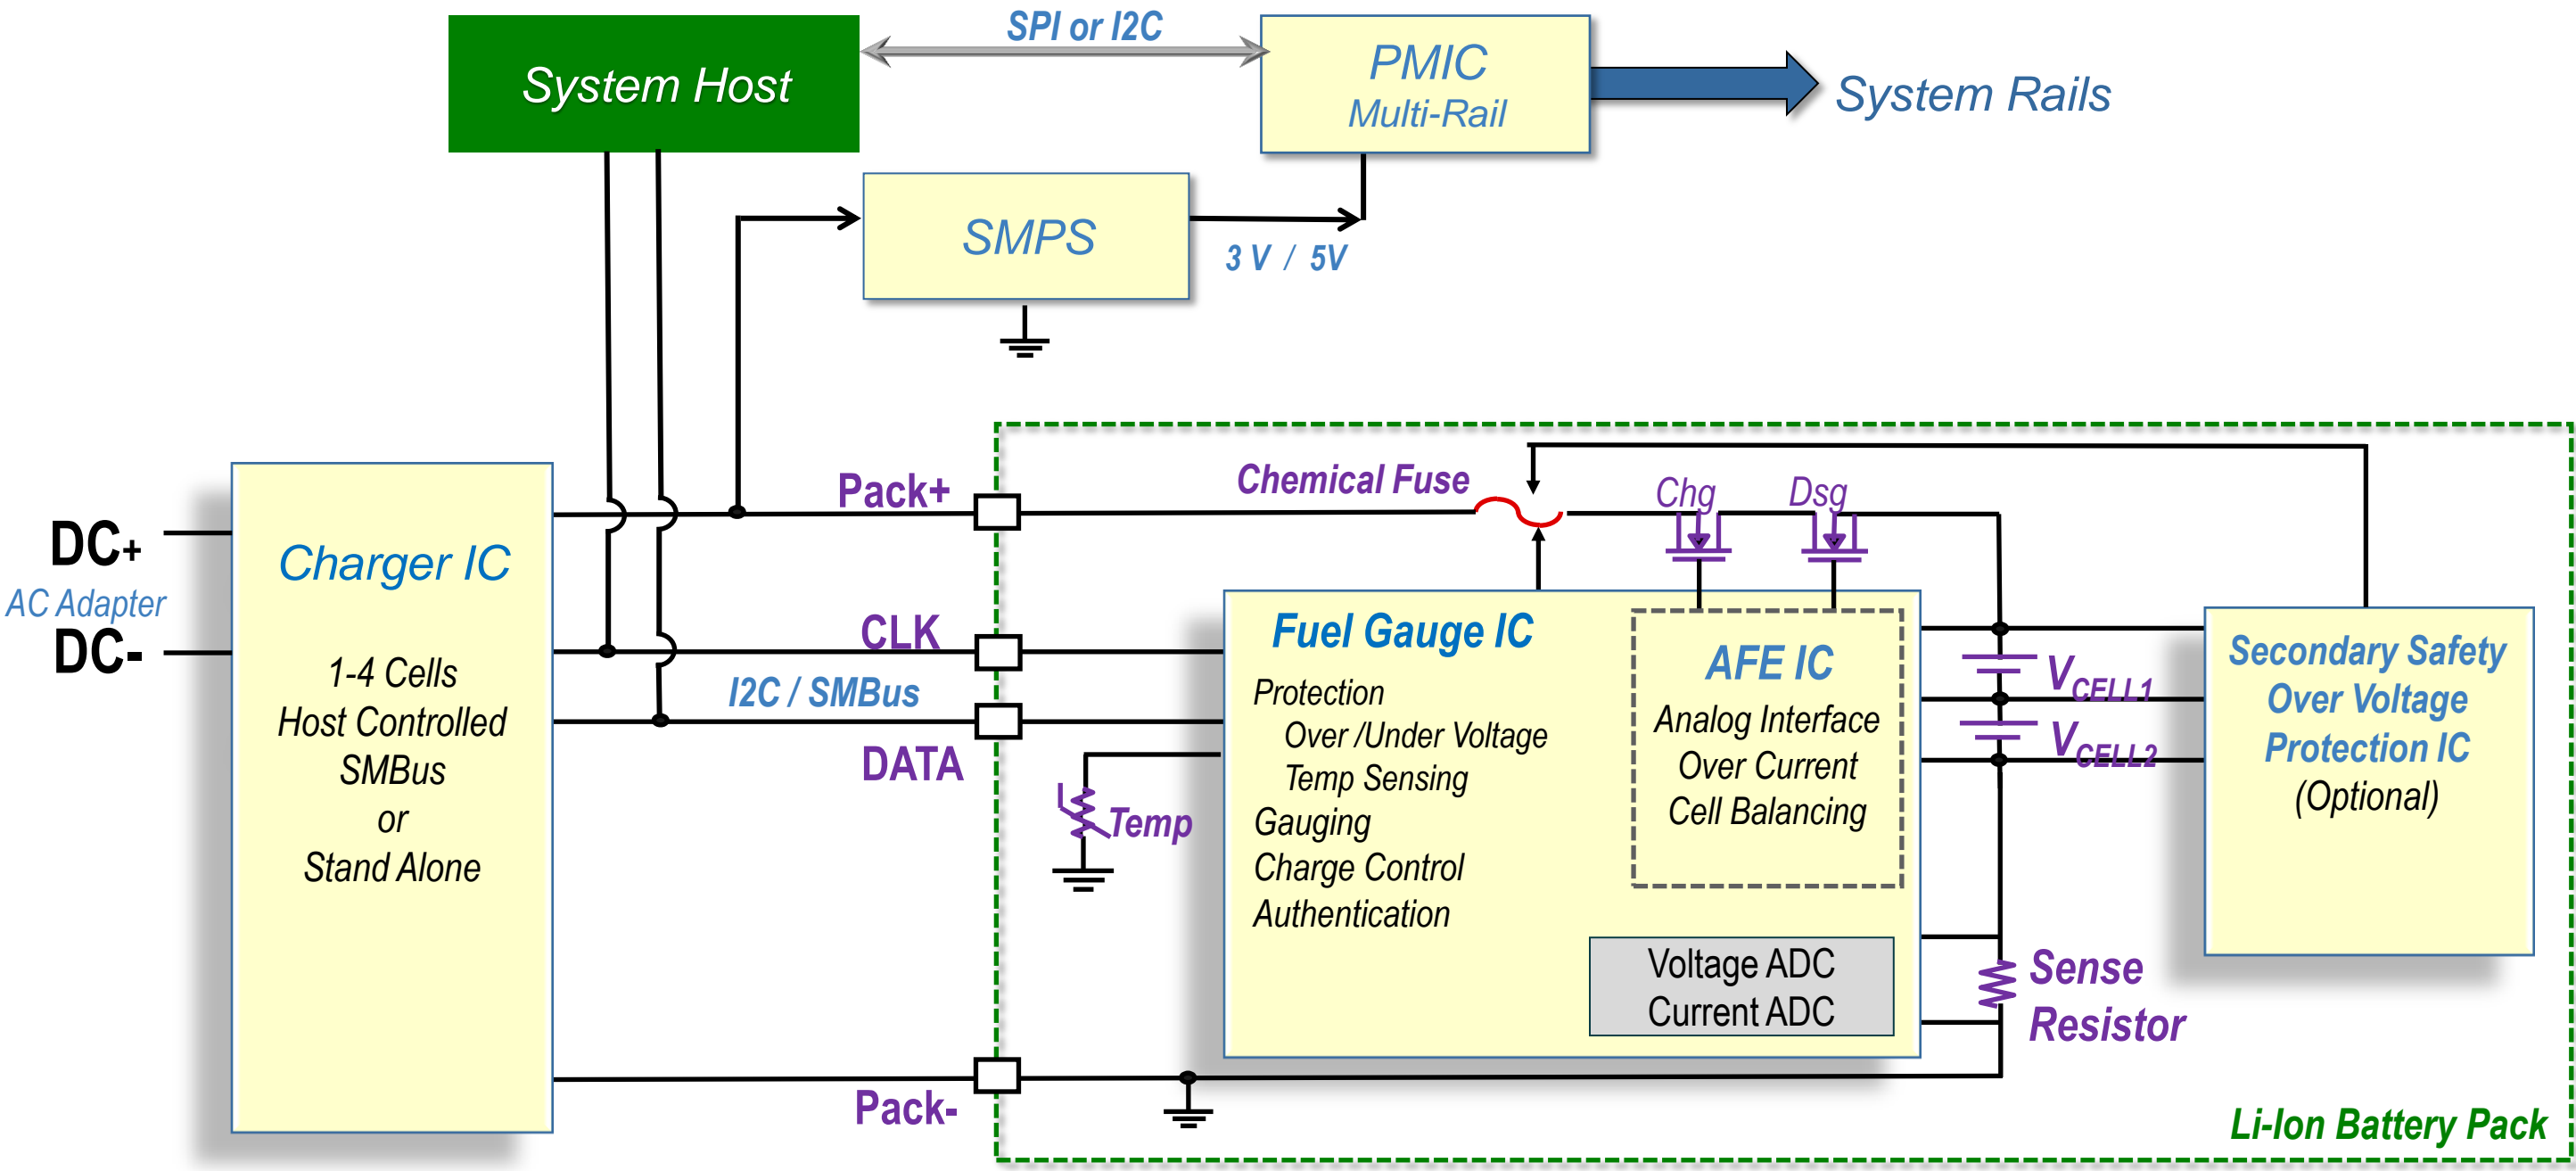 SPI or I2C
System Host
PMIC
Multi-Rail
System Rails
SMPS
3 V / 5V
Pack+
Chemical Fuse
Chg
Dsg
DC+
AC Adapter
DC-
Charger IC
1-4 Cells
Host Controlled
SMBus
or
Stand Alone
CLK
I2C / SMBus
DATA
Temp
Fuel Gauge IC
Protection
Over /Under Voltage
Temp Sensing
Gauging
Charge Control
Authentication
AFE IC
Analog Interface
Over Current
Cell Balancing
Voltage ADC
Current ADC
VCELL1
VCELL2
Secondary Safety
Over Voltage
Protection IC
(Optional)
Sense
Resistor
Pack-
Li-Ion Battery Pack